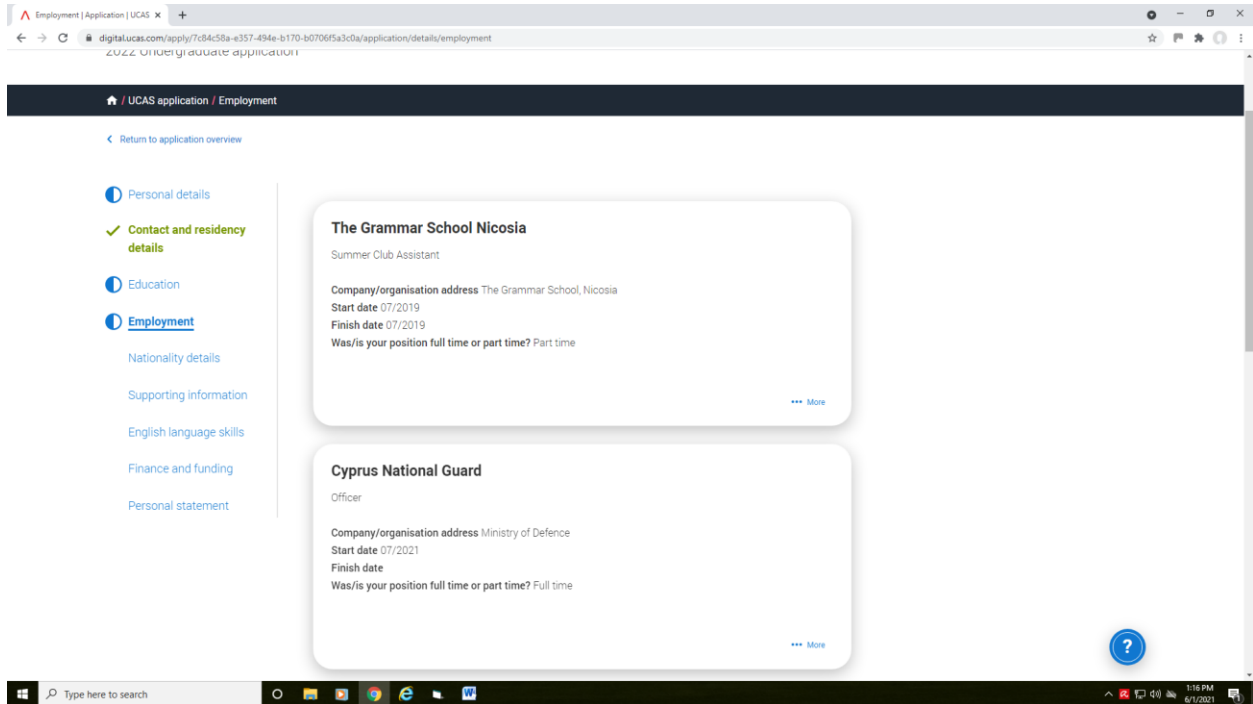 Employment | Application | UCAS
digital.ucas.com/apply/7c84c58a-e357-494e-b170-b0706f5a3c0a/application/details/employment
2022 Undergraduate application
/ UCAS application / Employment
Return to application overview
Personal details
Contact and residency
details
Education
Employment
Nationality details
Supporting information
English language skills
Finance and funding
Personal statement
The Grammar School Nicosia
Summer Club Assistant
Company/organisation address The Grammar School, Nicosia
Start date 07/2019
Finish date 07/2019
Was/is your position full time or part time? Part time
••• More
Cyprus National Guard
Officer
Company/organisation address Ministry of Defence
Start date 07/2021
Finish date
Was/is your position full time or part time? Full time
••• More
?
Type here to search
1:16 PM
6/1/2021